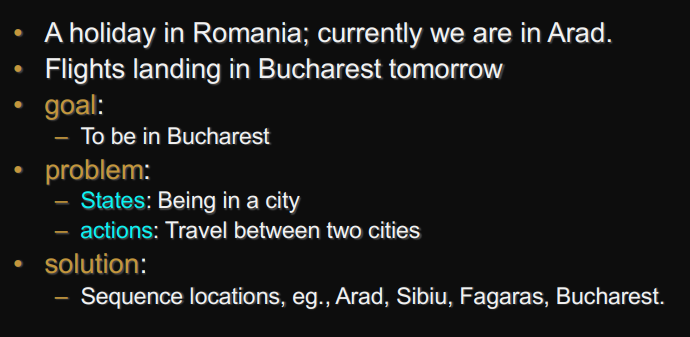 • A holiday in Romania; currently we are in Arad.
• Flights landing in Bucharest tomorrow
• goal:
– To be in Bucharest
• problem:
– States: Being in a city
– actions: Travel between two cities
• solution:
– Sequence locations, eg., Arad, Sibiu, Fagaras, Bucharest.